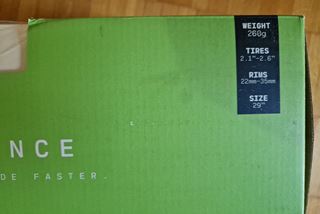 WEIGHT
260g
TIRES
2.1"-2.6"
RIMS
22mm-35mm
SIZE
29"
NCE
DE FASTER.